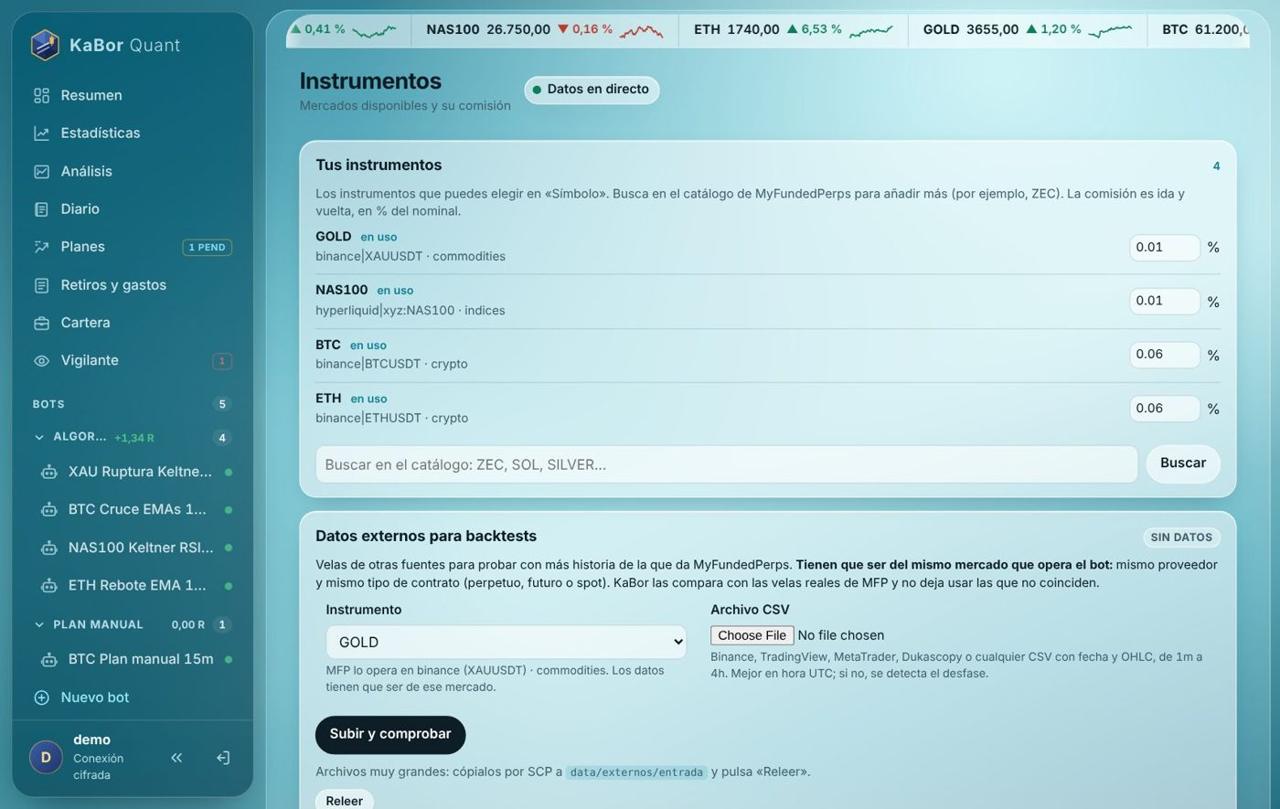 KaBor Quant
Resumen
Estadísticas
Análisis
Diario
Planes 1 PEND
Retiros y gastos
Cartera
Vigilante 1
BOTS 5
ALGOR... +1,34 R 4
XAU Ruptura Keltne...
BTC Cruce EMAs 1...
NAS100 Keltner RSI...
ETH Rebote EMA 1...
PLAN MANUAL 0,00 R 1
BTC Plan manual 15m
Nuevo bot
D
demo
Conexión
cifrada
▲ 0,41 % NAS100 26.750,00 ▼ 0,16 % ETH 1740,00 ▲ 6,53 % GOLD 3655,00 ▲ 1,20 % BTC 61.200,
Instrumentos
Mercados disponibles y su comisión
Datos en directo
Tus instrumentos 4
Los instrumentos que puedes elegir en «Símbolo». Busca en el catálogo de MyFundedPerps para añadir más (por ejemplo, ZEC). La comisión es ida y
vuelta, en % del nominal.
GOLD en uso
binance|XAUUSDT · commodities
0.01 %
NAS100 en uso
hyperliquid|xyz:NAS100 · indices
0.01 %
BTC en uso
binance|BTCUSDT · crypto
0.06 %
ETH en uso
binance|ETHUSDT · crypto
0.06 %
Buscar en el catálogo: ZEC, SOL, SILVER...
Buscar
Datos externos para backtests SIN DATOS
Velas de otras fuentes para probar con más historia de la que da MyFundedPerps. Tienen que ser del mismo mercado que opera el bot: mismo proveedor
y mismo tipo de contrato (perpetuo, futuro o spot). KaBor las compara con las velas reales de MFP y no deja usar las que no coinciden.
Instrumento
GOLD
MFP lo opera en binance (XAUUSDT) · commodities. Los datos
tienen que ser de ese mercado.
Archivo CSV
Choose File No file chosen
Binance, TradingView, MetaTrader, Dukascopy o cualquier CSV con fecha y OHLC, de 1m a
4h. Mejor en hora UTC; si no, se detecta el desfase.
Subir y comprobar
Archivos muy grandes: cópialos por SCP a data/externos/entrada y pulsa «Releer».
Releer